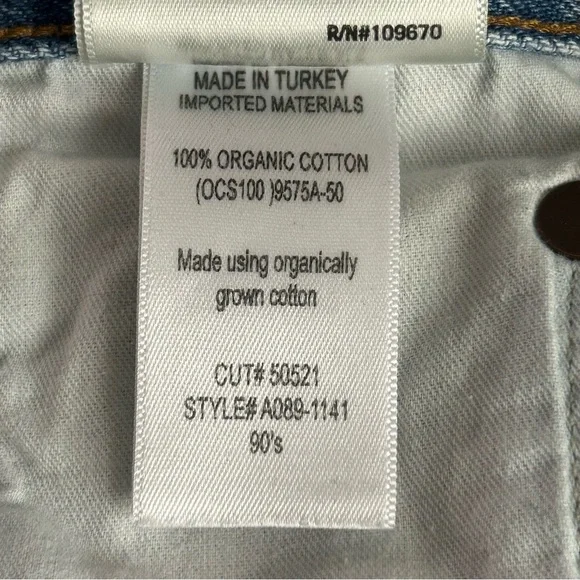 R/N#109670
MADE IN TURKEY
IMPORTED MATERIALS
100% ORGANIC COTTON
(OCS100 )9575A-50
Made using organically
grown cotton
CUT# 50521
STYLE# A089-1141
90's